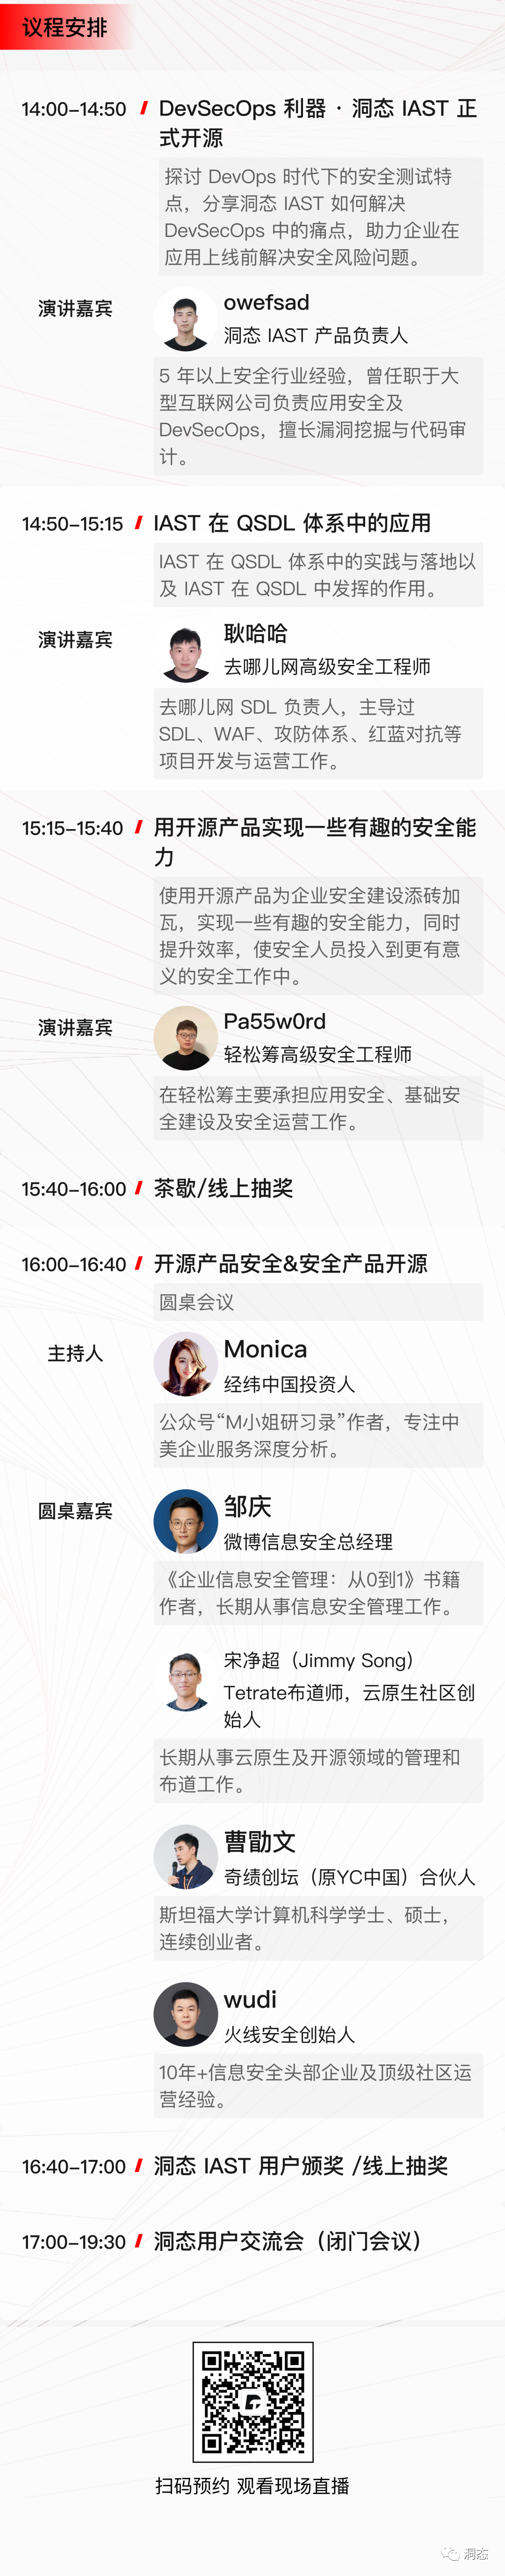 议程安排
14:00-14:50 DevSecOps 利器 · 洞态 IAST 正
式开源
探讨 DevOps 时代下的安全测试特
点，分享洞态 IAST 如何解决
DevSecOps 中的痛点，助力企业在
应用上线前解决安全风险问题。
演讲嘉宾
owefsad
洞态 IAST 产品负责人
5 年以上安全行业经验，曾任职于大
型互联网公司负责应用安全及
DevSecOps，擅长漏洞挖掘与代码审
计。
14:50-15:15 IAST 在 QSDL 体系中的应用
IAST 在 QSDL 体系中的实践与落地以
及 IAST 在 QSDL 中发挥的作用。
演讲嘉宾
耿哈哈
去哪儿网高级安全工程师
去哪儿网 SDL 负责人，主导过
SDL、WAF、攻防体系、红蓝对抗等
项目开发与运营工作。
15:15-15:40 用开源产品实现一些有趣的安全能
力
使用开源产品为企业安全建设添砖加
瓦，实现一些有趣的安全能力，同时
提升效率，使安全人员投入到更有意
义的安全工作中。
演讲嘉宾
Pa55w0rd
轻松筹高级安全工程师
在轻松筹主要承担应用安全、基础安
全建设及安全运营工作。
15:40-16:00 茶歇/线上抽奖
16:00-16:40 开源产品安全&安全产品开源
圆桌会议
主持人
Monica
经纬中国投资人
公众号“M小姐研习录”作者，专注中
美企业服务深度分析。
圆桌嘉宾
邹庆
微博信息安全总经理
《企业信息安全管理：从0到1》书籍
作者，长期从事信息安全管理工作。
宋净超（Jimmy Song）
Tetrate布道师，云原生社区创
始人
长期从事云原生及开源领域的管理和
布道工作。
曹勖文
奇绩创坛（原YC中国）合伙人
斯坦福大学计算机科学学士、硕士，
连续创业者。
wudi
火线安全创始人
10年+信息安全头部企业及顶级社区运
营经验。
16:40-17:00 洞态 IAST 用户颁奖 /线上抽奖
17:00-19:30 洞态用户交流会（闭门会议）
扫码预约 观看现场直播
洞态